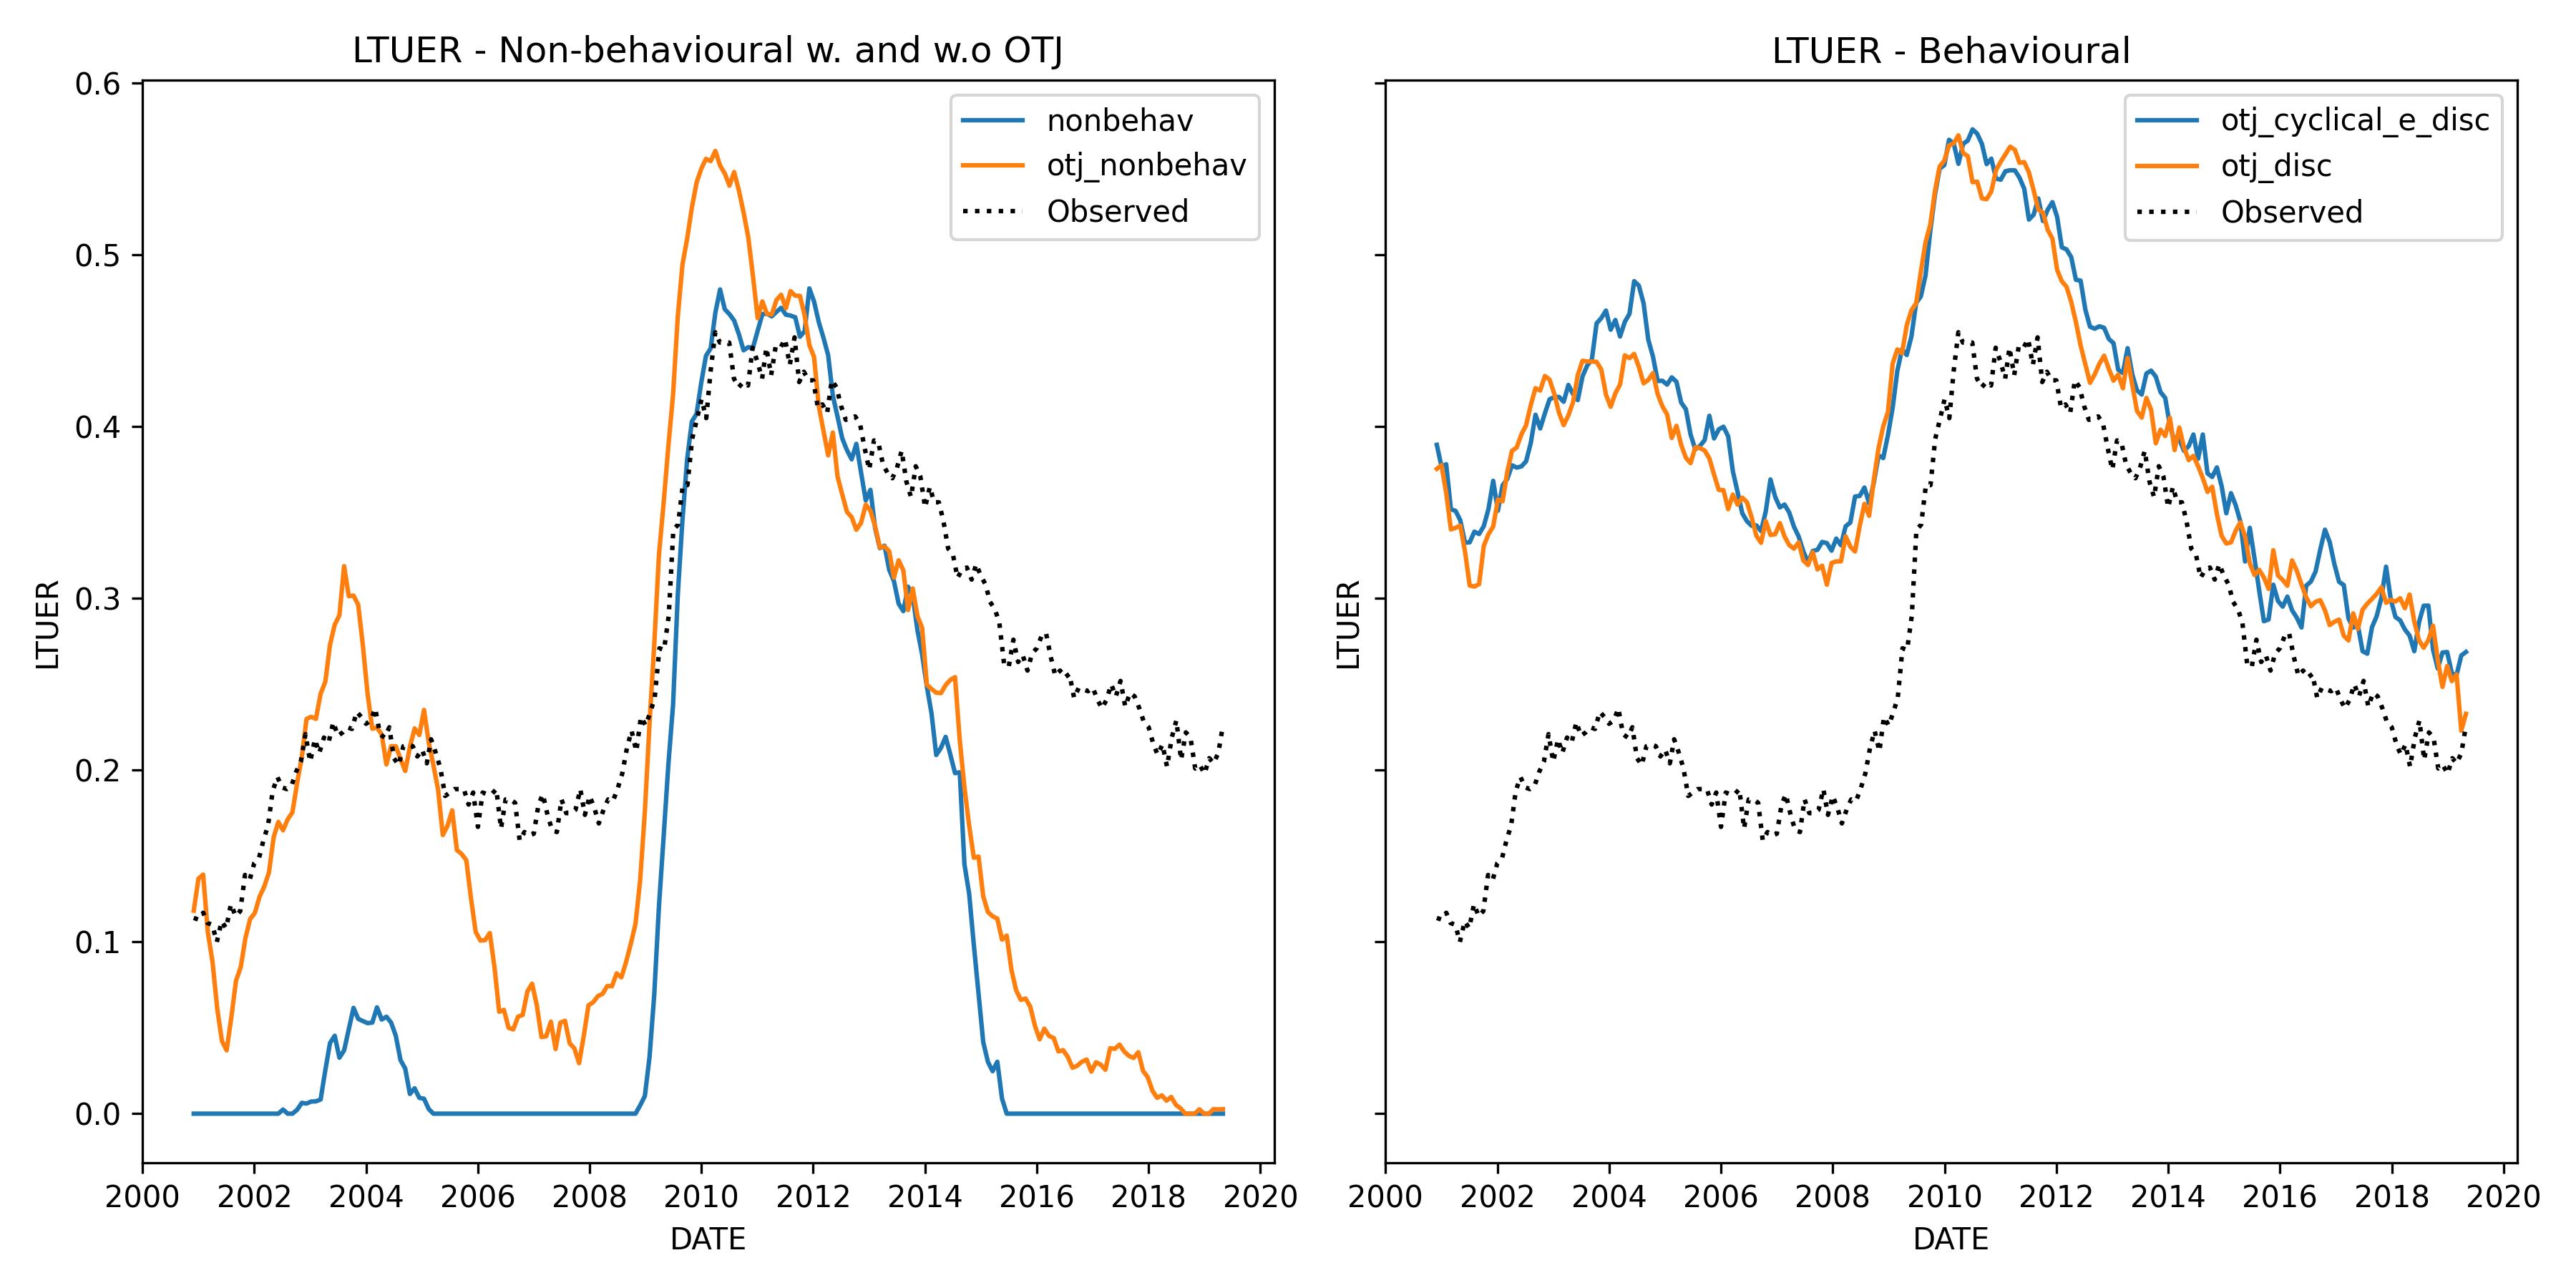 LTUER - Non-behavioural w. and w.o OTJ
nonbehav
otj_nonbehav
Observed
0.6
0.5
0.4
0.3
0.2
0.1
0.0
LTUER
2000 2002 2004 2006 2008 2010 2012 2014 2016 2018 2020
DATE
LTUER - Behavioural
otj_cyclical_e_disc
otj_disc
Observed
LTUER
2000 2002 2004 2006 2008 2010 2012 2014 2016 2018 2020
DATE